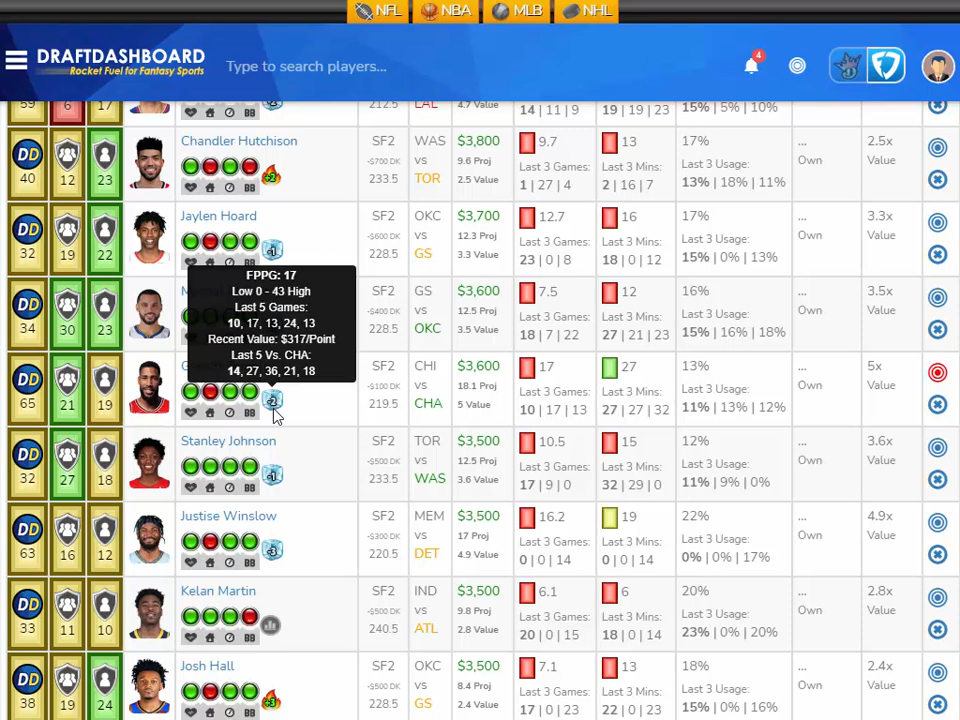 NFL NBA MLB NHL
DRAFTDASHBOARD
Rocket Fuel for Fantasy Sports
Type to search players...
4
59 6 17 212.5 LAL 4.7 Value 14 | 11 | 9 19 | 19 | 23 15% | 5% | 10%
Chandler Hutchison SF2 WAS $3,800 9.7 13 17% ... 2.5x
DD 40 12 23 +2 -$700 DK VS 9.6 Proj Last 3 Games: Last 3 Mins: Last 3 Usage: Own Value
233.5 TOR 2.5 Value 1 | 27 | 4 2 | 16 | 7 13% | 18% | 11%
Jaylen Hoard SF2 OKC $3,700 12.7 16 17% ... 3.3x
DD 32 19 22 -1 -$600 DK VS 12.3 Proj Last 3 Games: Last 3 Mins: Last 3 Usage: Own Value
228.5 GS 3.3 Value 23 | 0 | 8 18 | 0 | 12 15% | 0% | 13%
SF2 GS $3,600 7.5 12 16% ... 3.5x
DD 34 30 23 -$400 DK VS 12.5 Proj Last 3 Games: Last 3 Mins: Last 3 Usage: Own Value
228.5 OKC 3.5 Value 18 | 7 | 22 27 | 21 | 23 15% | 16% | 18%
FPPG: 17
Low 0 - 43 High
Last 5 Games:
10, 17, 13, 24, 13
Recent Value: $317/Point
Last 5 Vs. CHA:
14, 27, 36, 21, 18
SF2 CHI $3,600 17 27 13% ... 5x
DD 65 21 19 -2 -$100 DK VS 18.1 Proj Last 3 Games: Last 3 Mins: Last 3 Usage: Own Value
219.5 CHA 5 Value 10 | 17 | 13 27 | 27 | 32 11% | 13% | 12%
Stanley Johnson SF2 TOR $3,500 10.5 15 12% ... 3.6x
DD 32 27 18 -1 -$500 DK VS 12.5 Proj Last 3 Games: Last 3 Mins: Last 3 Usage: Own Value
233.5 WAS 3.6 Value 17 | 9 | 0 32 | 29 | 0 11% | 9% | 0%
Justise Winslow SF2 MEM $3,500 16.2 19 22% ... 4.9x
DD 63 16 12 -3 -$300 DK VS 17 Proj Last 3 Games: Last 3 Mins: Last 3 Usage: Own Value
220.5 DET 4.9 Value 0 | 0 | 14 0 | 0 | 14 0% | 0% | 17%
Kelan Martin SF2 IND $3,500 6.1 6 20% ... 2.8x
DD 33 11 10 -$500 DK VS 9.8 Proj Last 3 Games: Last 3 Mins: Last 3 Usage: Own Value
240.5 ATL 2.8 Value 20 | 0 | 15 18 | 0 | 14 23% | 0% | 20%
Josh Hall SF2 OKC $3,500 7.1 13 18% ... 2.4x
DD 38 19 24 +3 -$500 DK VS 8.4 Proj Last 3 Games: Last 3 Mins: Last 3 Usage: Own Value
228.5 GS 2.4 Value 17 | 0 | 23 22 | 0 | 23 15% | 0% | 16%